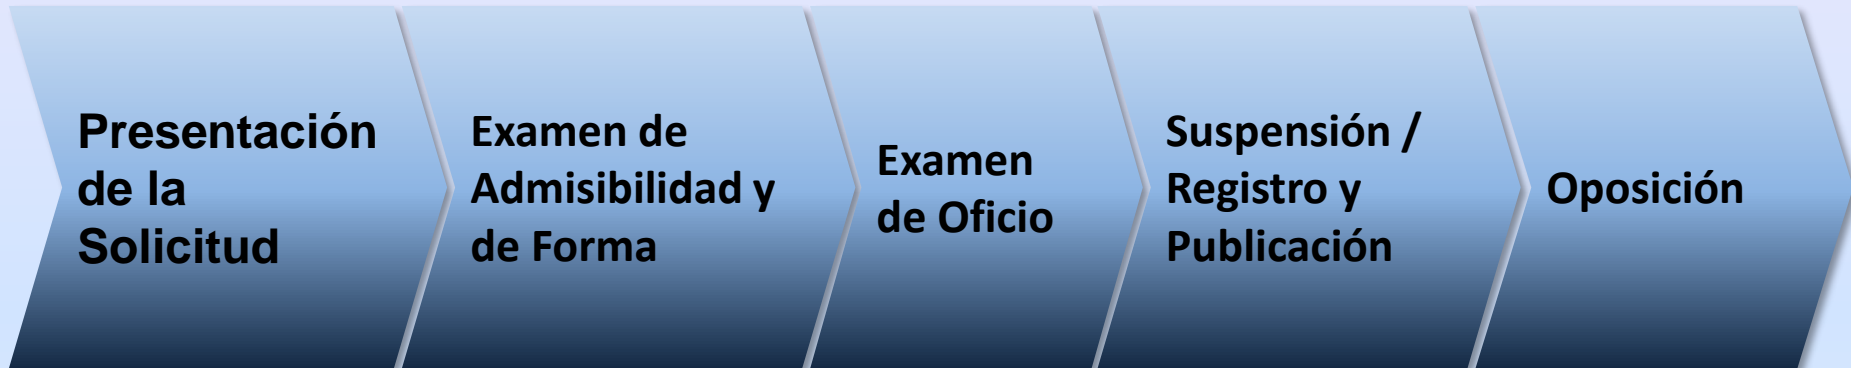 Presentación
de la
Solicitud
Examen de
Admisibilidad y
de Forma
Examen
de Oficio
Suspensión /
Registro y
Publicación
Oposición